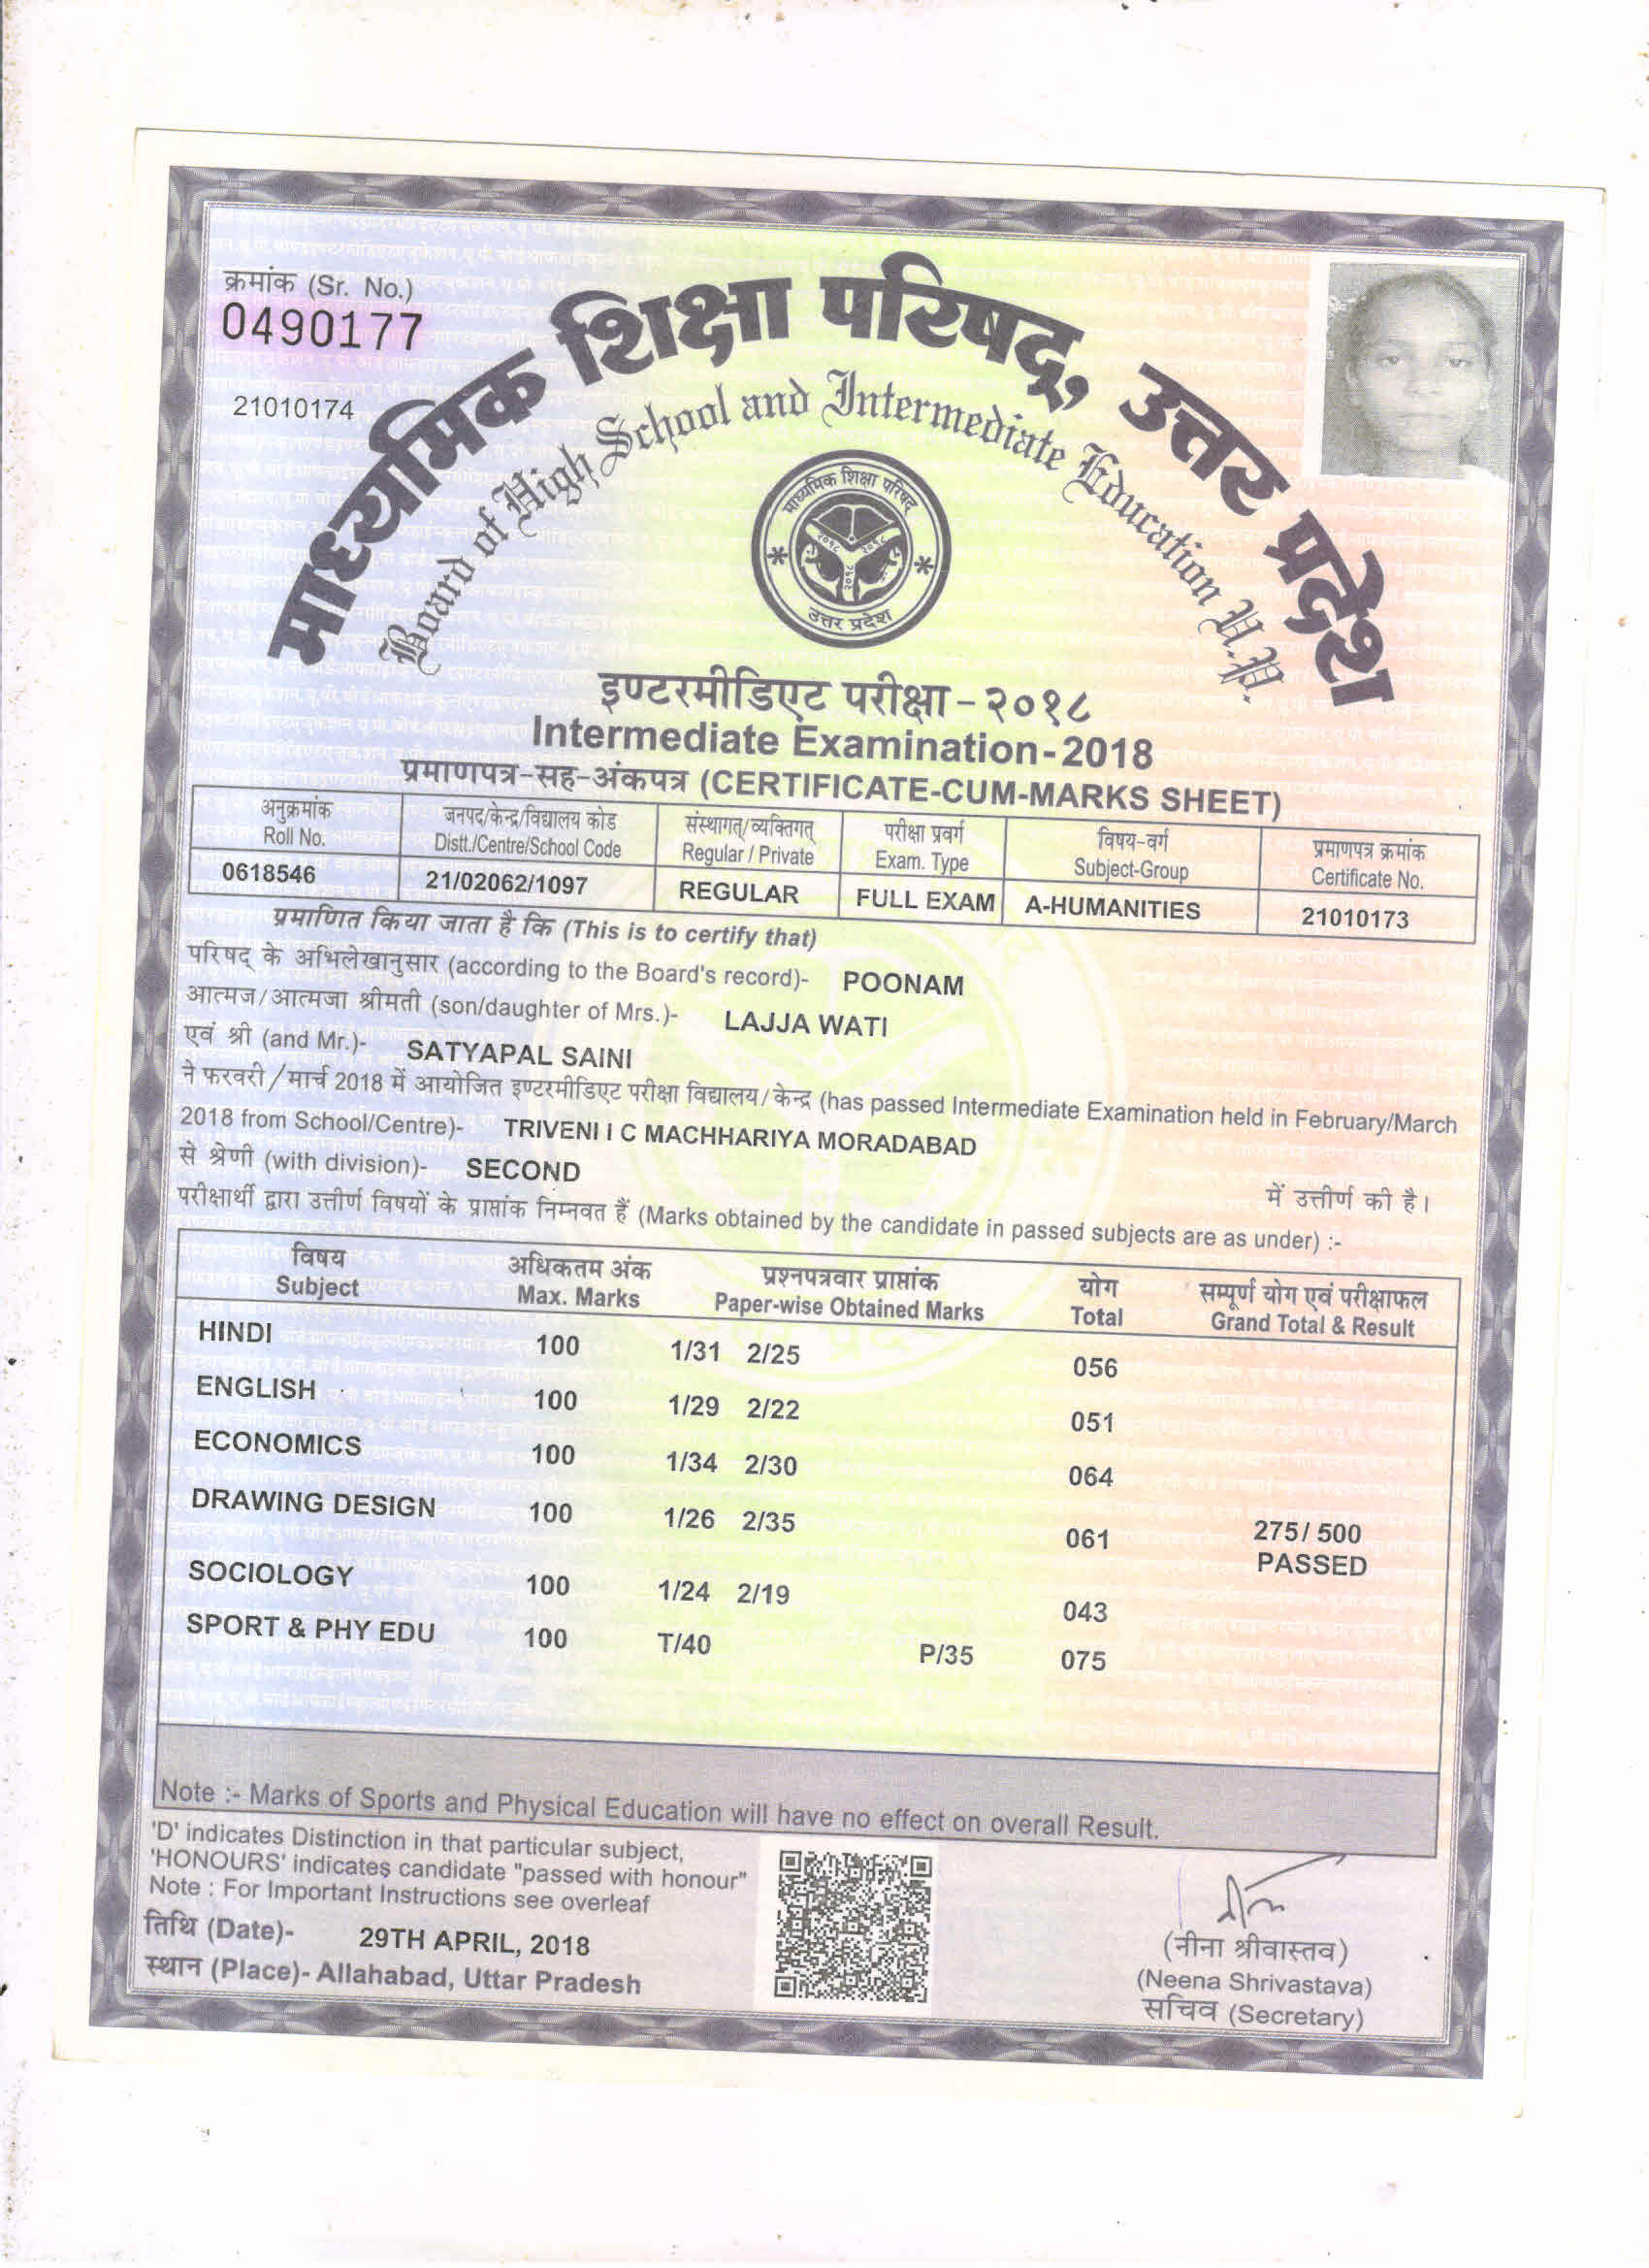 क्रमांक (Sr. No.)
0490177
21010174
माध्यमिक शिक्षा परिषद्, उत्तर प्रदेश
Board of High School and Intermediate Education U.P.
माध्यमिक शिक्षा परिषद्
२०१८ २०१८
२०१८
उत्तर प्रदेश
इण्टरमीडिएट परीक्षा - २०१८
Intermediate Examination - 2018
प्रमाणपत्र-सह-अंकपत्र (CERTIFICATE-CUM-MARKS SHEET)
अनुक्रमांक जनपद/केन्द्र/विद्यालय कोड संस्थागत्/व्यक्तिगत् परीक्षा प्रवर्ग विषय-वर्ग प्रमाणपत्र क्रमांक
Roll No. Distt./Centre/School Code Regular / Private Exam. Type Subject-Group Certificate No.
0618546 21/02062/1097 REGULAR FULL EXAM A-HUMANITIES 21010173
प्रमाणित किया जाता है कि (This is to certify that)
परिषद् के अभिलेखानुसार (according to the Board's record)- POONAM
आत्मज/आत्मजा श्रीमती (son/daughter of Mrs.)- LAJJA WATI
एवं श्री (and Mr.)- SATYAPAL SAINI
ने फरवरी/मार्च 2018 में आयोजित इण्टरमीडिएट परीक्षा विद्यालय/केन्द्र (has passed Intermediate Examination held in February/March
2018 from School/Centre)- TRIVENI I C MACHHARIYA MORADABAD
से श्रेणी (with division)- SECOND में उत्तीर्ण की है।
परीक्षार्थी द्वारा उत्तीर्ण विषयों के प्राप्तांक निम्नवत हैं (Marks obtained by the candidate in passed subjects are as under) :-
विषय अधिकतम अंक प्रश्नपत्रवार प्राप्तांक योग सम्पूर्ण योग एवं परीक्षाफल
Subject Max. Marks Paper-wise Obtained Marks Total Grand Total & Result
HINDI 100 1/31 2/25 056
ENGLISH 100 1/29 2/22 051
ECONOMICS 100 1/34 2/30 064
DRAWING DESIGN 100 1/26 2/35 061 275/ 500
PASSED
SOCIOLOGY 100 1/24 2/19 043
SPORT & PHY EDU 100 T/40 P/35 075
Note :- Marks of Sports and Physical Education will have no effect on overall Result.
'D' indicates Distinction in that particular subject,
'HONOURS' indicates candidate "passed with honour"
Note : For Important Instructions see overleaf
तिथि (Date)- 29TH APRIL, 2018
स्थान (Place)- Allahabad, Uttar Pradesh
(नीना श्रीवास्तव)
(Neena Shrivastava)
सचिव (Secretary)